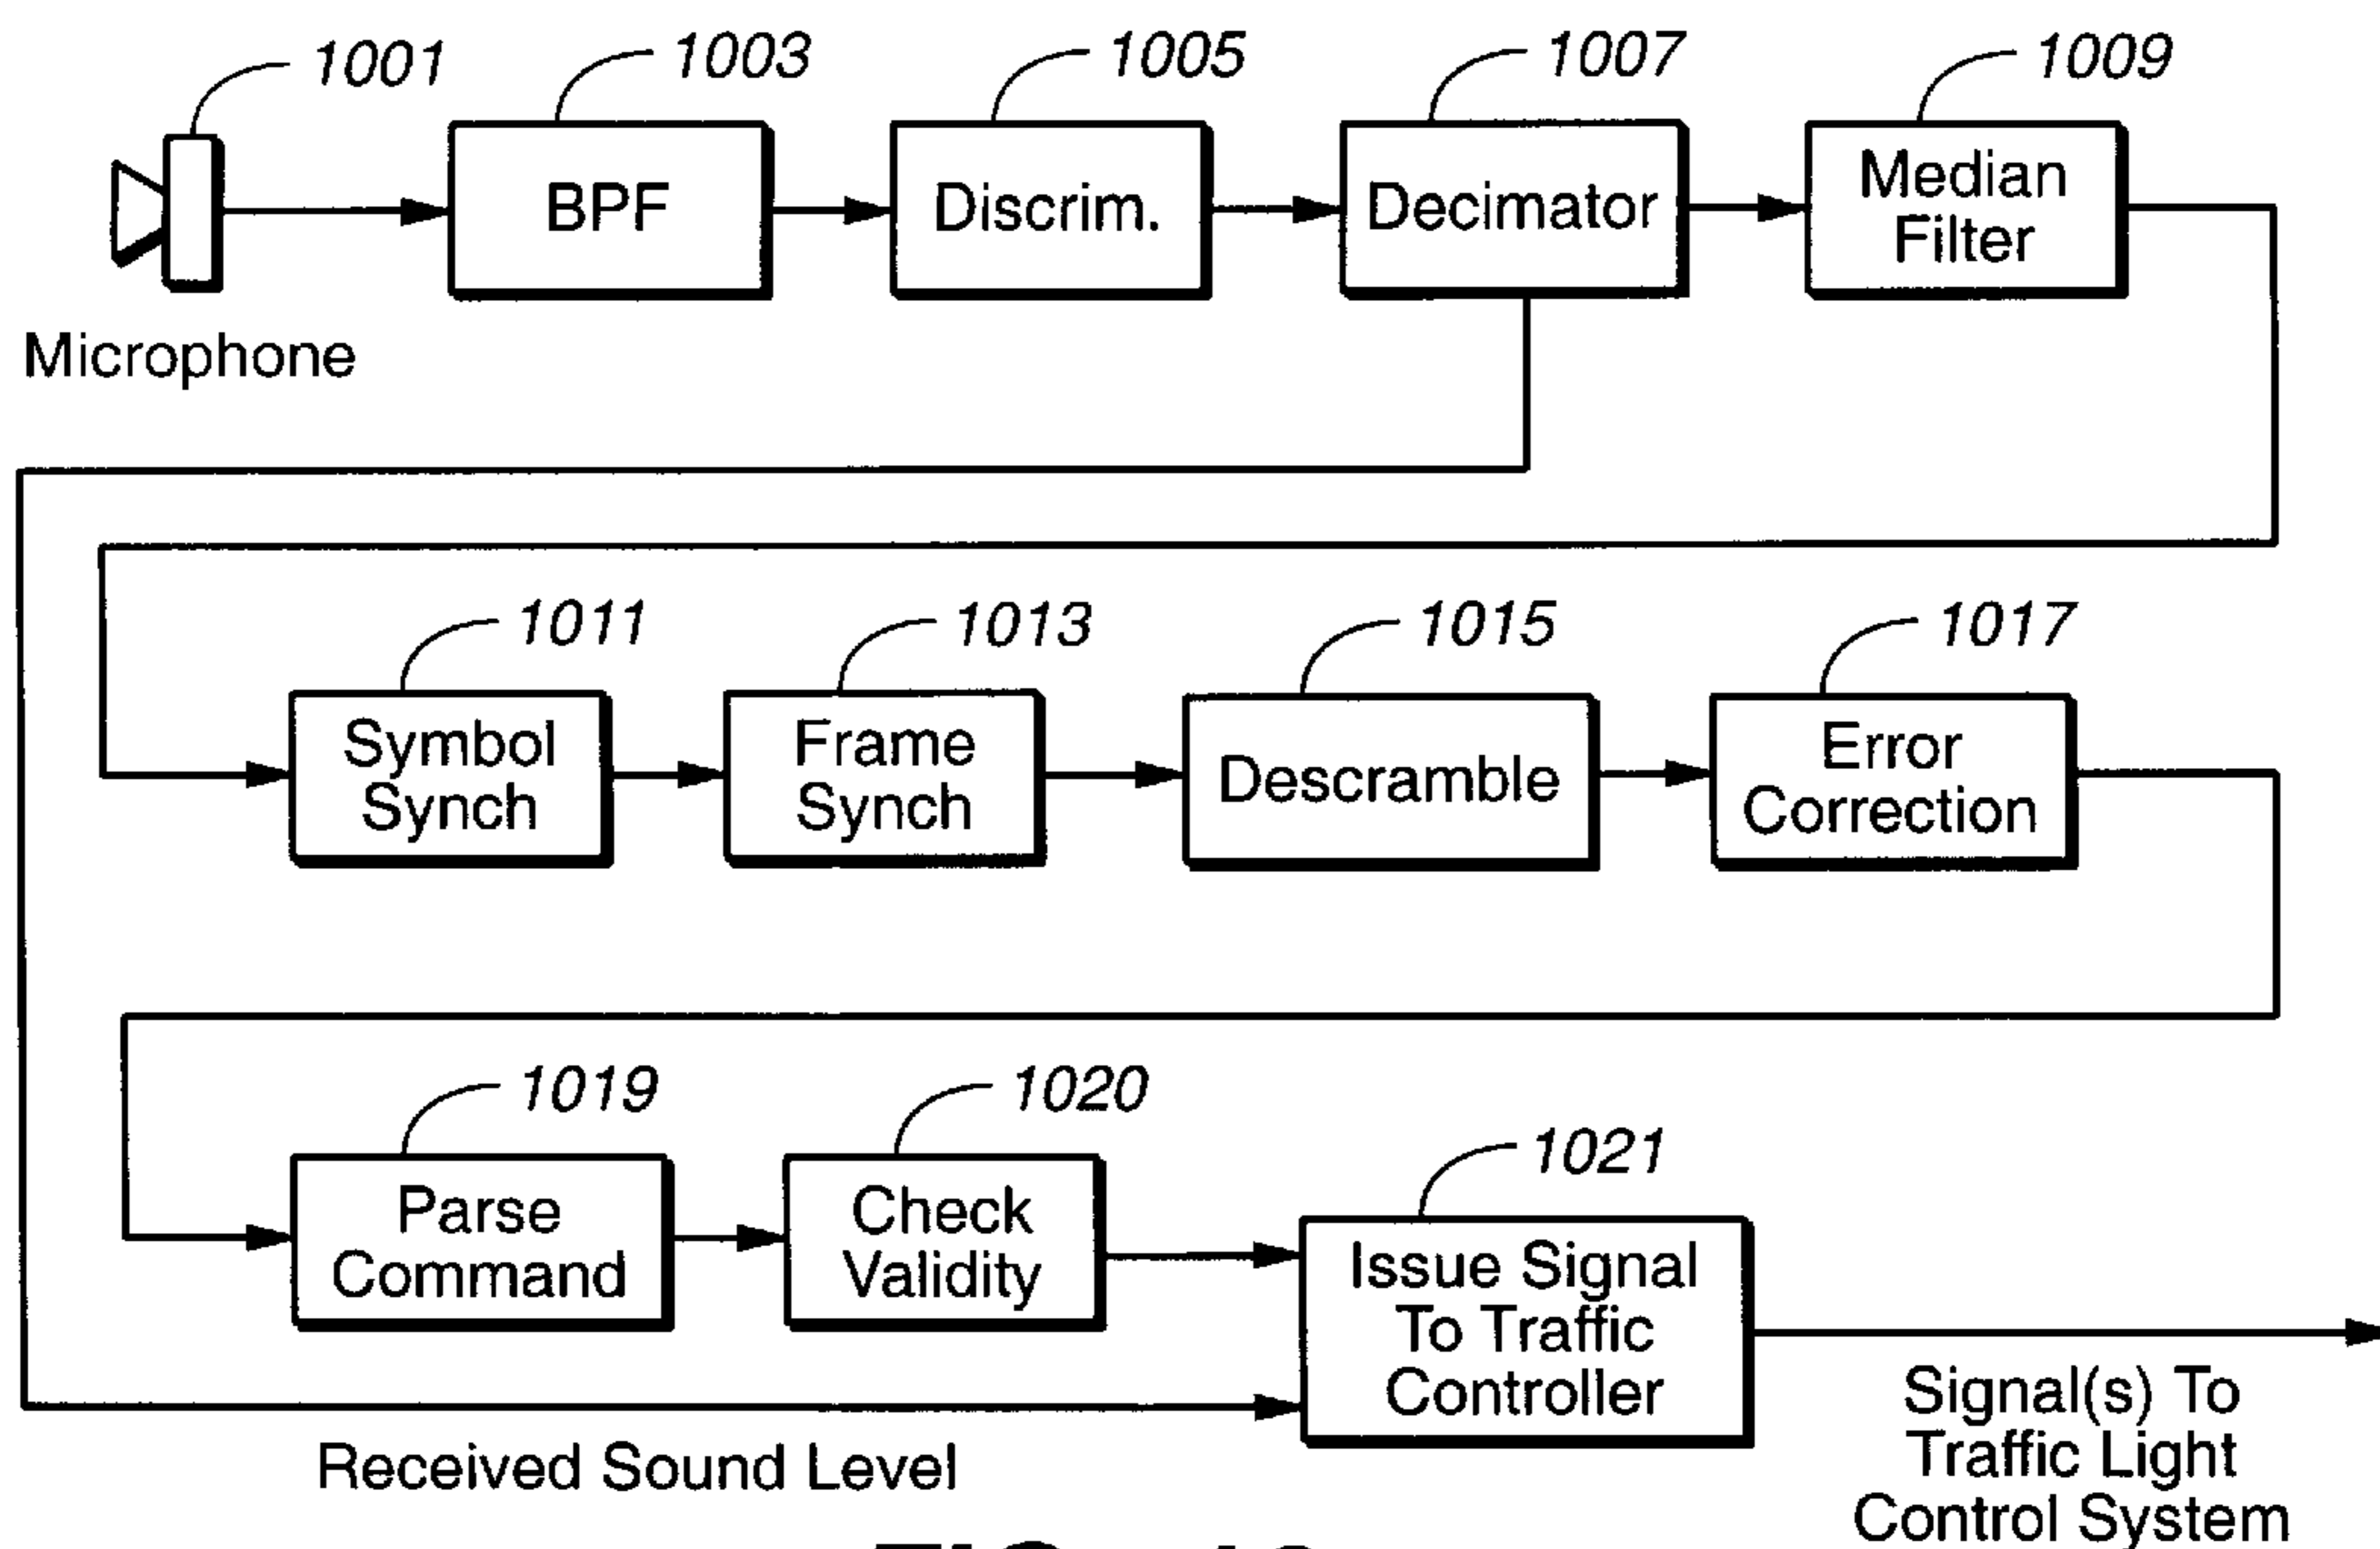 1001
1003
1005
1007
1009
Microphone
BPF
Discrim.
Decimator
Median
Filter
1011
1013
1015
1017
Symbol
Synch
Frame
Synch
Descramble
Error
Correction
1019
1020
1021
Parse
Command
Check
Validity
Issue Signal
To Traffic
Controller
Received Sound Level
Signal(s) To
Traffic Light
Control System